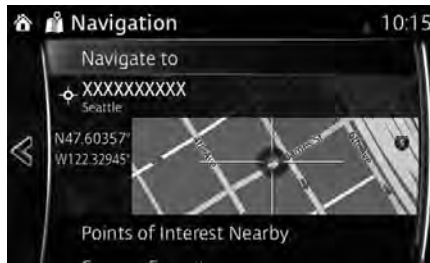 Navigation
10:15
Navigate to
XXXXXXXXXX
Seattle
N47.60357°
W122.32945°
Points of Interest Nearby